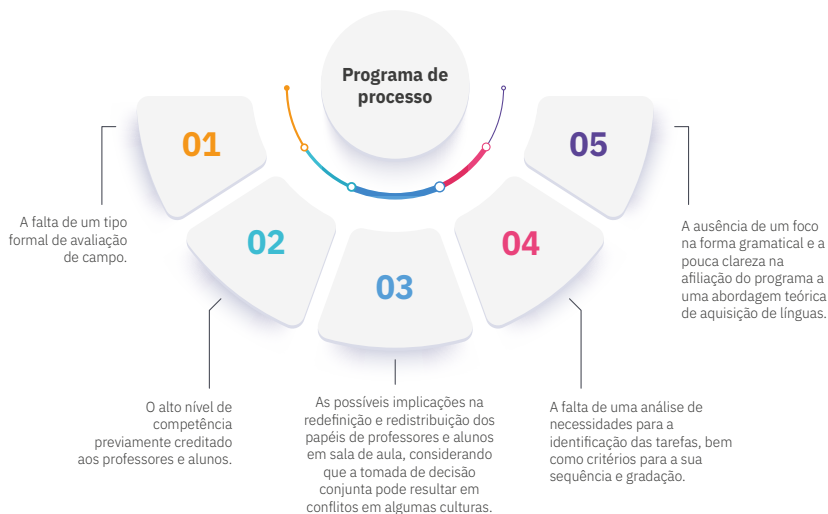 Programa de
processo
01
A falta de um tipo
formal de avaliação
de campo.
02
O alto nível de
competência
previamente creditado
aos professores e alunos.
03
As possíveis implicações na
redefinição e redistribuição dos
papéis de professores e alunos
em sala de aula, considerando
que a tomada de decisão
conjunta pode resultar em
conflitos em algumas culturas.
04
A falta de uma análise de
necessidades para a
identificação das tarefas, bem
como critérios para a sua
sequência e gradação.
05
A ausência de um foco
na forma gramatical e a
pouca clareza na
afiliação do programa a
uma abordagem teórica
de aquisição de línguas.